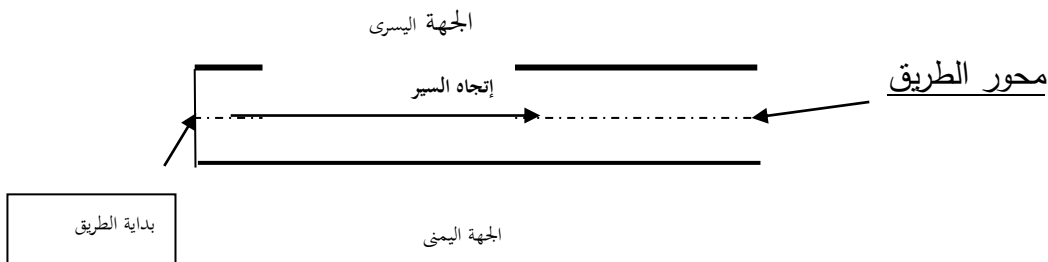 الجهة اليسرى
محور الطريق
إتجاه السير
بداية الطريق
الجهة اليمنى